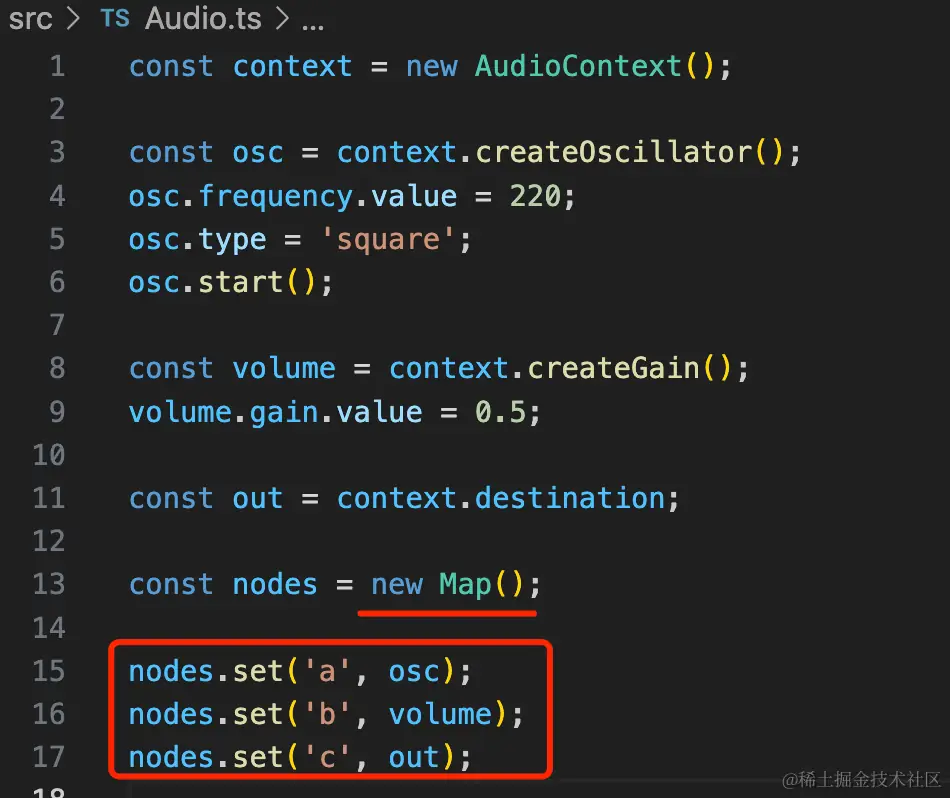 src > TS Audio.ts > ...
1 const context = new AudioContext();
2
3 const osc = context.createOscillator();
4 osc.frequency.value = 220;
5 osc.type = 'square';
6 osc.start();
7
8 const volume = context.createGain();
9 volume.gain.value = 0.5;
10
11 const out = context.destination;
12
13 const nodes = new Map();
14
15 nodes.set('a', osc);
16 nodes.set('b', volume);
17 nodes.set('c', out);
18
@稀土掘金技术社区